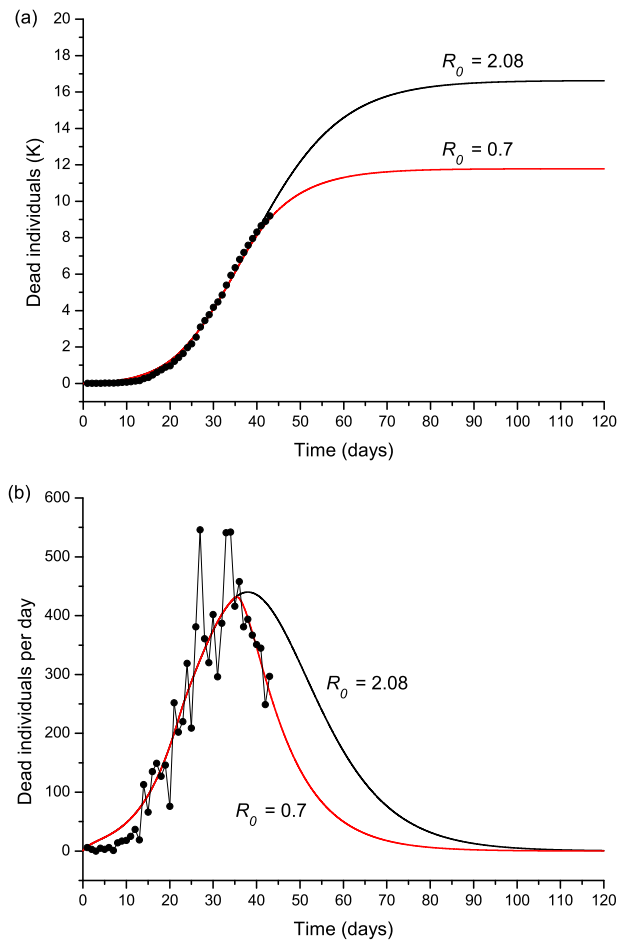 (a)
20
18
16
14
12
10
8
6
4
2
0
Dead individuals (K)
R0 = 2.08
R0 = 0.7
0 10 20 30 40 50 60 70 80 90 100 110 120
Time (days)
(b)
600
500
400
300
200
100
0
Dead individuals per day
R0 = 2.08
R0 = 0.7
0 10 20 30 40 50 60 70 80 90 100 110 120
Time (days)